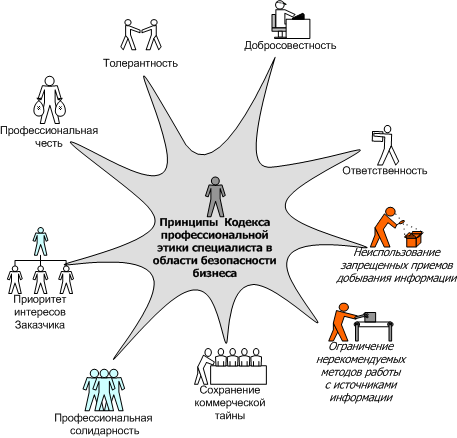 Добросовестность
Толерантность
Профессиональная
честь
Ответственность
Принципы Кодекса
профессиональной
этики специалиста в
области безопасности
бизнеса
Неиспользование
запрещенных приемов
добывания информации
Приоритет
интересов
Заказчика
Ограничение
нерекомендуемых
методов работы
с источниками
информации
Сохранение
коммерческой
тайны
Профессиональная
солидарность